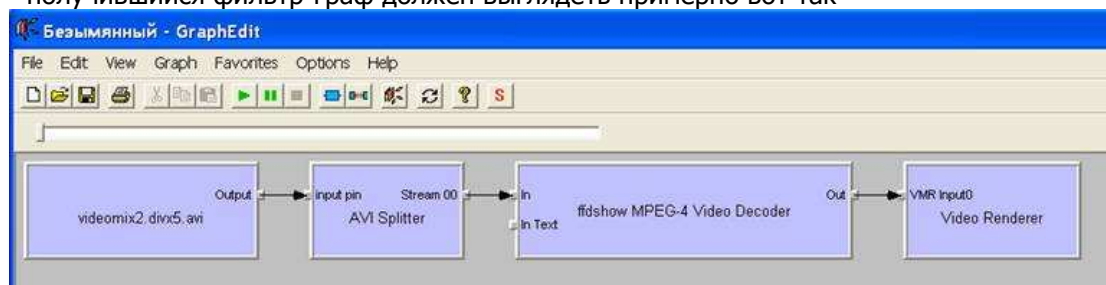 получившийся фильтр-граф должен выглядеть примерно вот так
Безымянный - GraphEdit
File Edit View Graph Favorites Options Help
S
Output
videomix2.divx5.avi
input pin Stream 00
AVI Splitter
In Out
ffdshow MPEG-4 Video Decoder
In Text
VMR Input0
Video Renderer